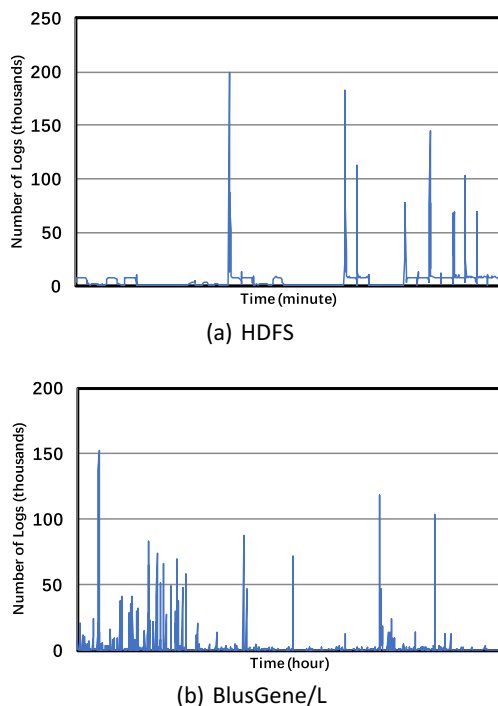 250
200
150
100
50
0
Number of Logs (thousands)
Time (minute)
(a) HDFS
200
150
100
50
0
Number of Logs (thousands)
Time (hour)
(b) BlusGene/L